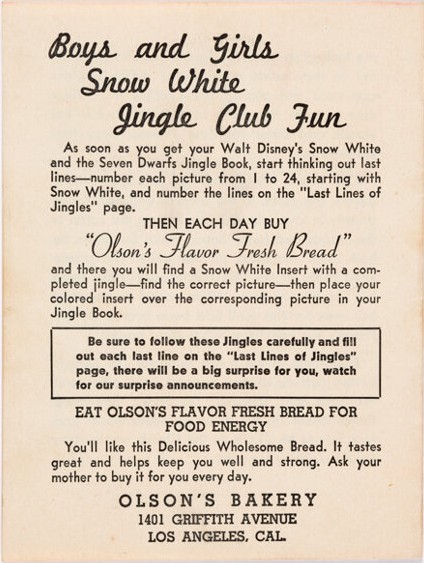 Boys and Girls
Snow White
Jingle Club Fun
As soon as you get your Walt Disney's Snow White
and the Seven Dwarfs Jingle Book, start thinking out last
lines—number each picture from 1 to 24, starting with
Snow White, and number the lines on the "Last Lines of
Jingles" page.
THEN EACH DAY BUY
"Olson's Flavor Fresh Bread"
and there you will find a Snow White Insert with a com-
pleted jingle—find the correct picture—then place your
colored insert over the corresponding picture in your
Jingle Book.
Be sure to follow these Jingles carefully and fill
out each last line on the "Last Lines of Jingles"
page, there will be a big surprise for you, watch
for our surprise announcements.
EAT OLSON'S FLAVOR FRESH BREAD FOR
FOOD ENERGY
You'll like this Delicious Wholesome Bread. It tastes
great and helps keep you well and strong. Ask your
mother to buy it for you every day.
OLSON'S BAKERY
1401 GRIFFITH AVENUE
LOS ANGELES, CAL.